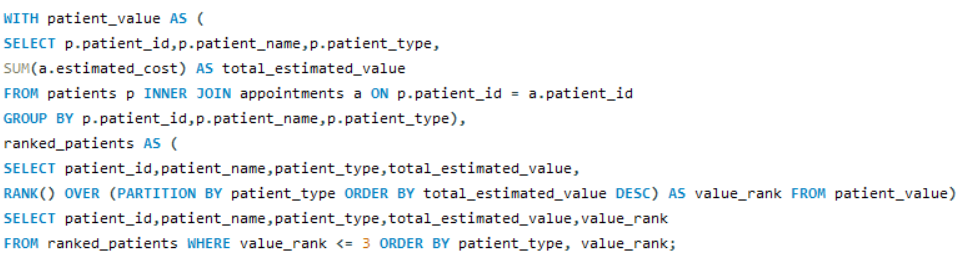 WITH patient_value AS (
SELECT p.patient_id,p.patient_name,p.patient_type,
SUM(a.estimated_cost) AS total_estimated_value
FROM patients p INNER JOIN appointments a ON p.patient_id = a.patient_id
GROUP BY p.patient_id,p.patient_name,p.patient_type),
ranked_patients AS (
SELECT patient_id,patient_name,patient_type,total_estimated_value,
RANK() OVER (PARTITION BY patient_type ORDER BY total_estimated_value DESC) AS value_rank FROM patient_value)
SELECT patient_id,patient_name,patient_type,total_estimated_value,value_rank
FROM ranked_patients WHERE value_rank <= 3 ORDER BY patient_type, value_rank;